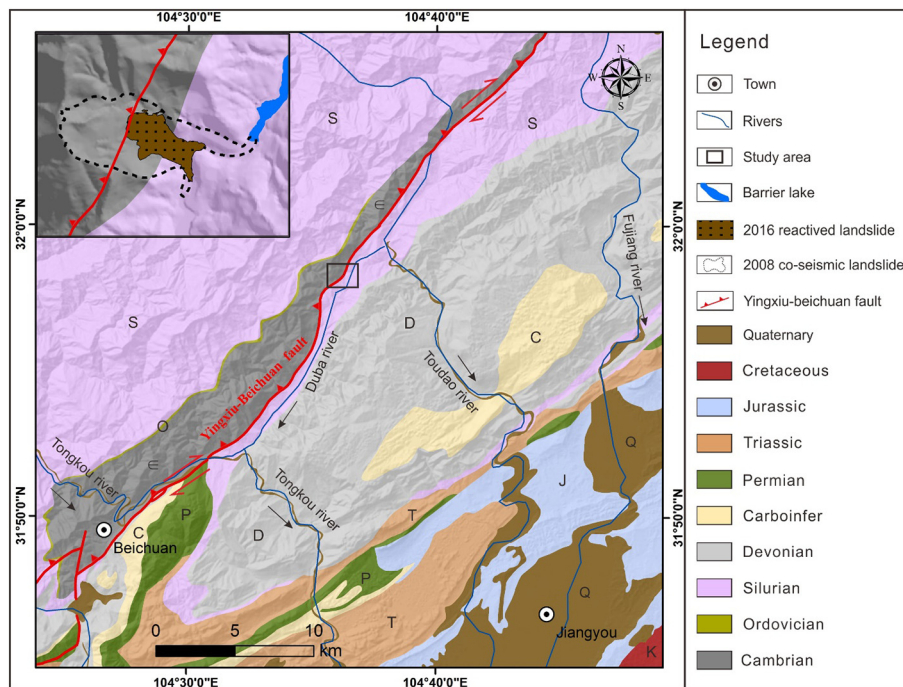 104°30'0"E
104°40'0"E
32°0'0"N
31°50'0"N
32°0'0"N
31°50'0"N
104°30'0"E
104°40'0"E
N
W
E
S
S
S
S
Є
D
C
Fujiang river
Yingxiu-Beichuan fault
Duba river
Toudao river
O
Є
Tongkou river
Tongkou river
C
P
D
T
J
Q
Beichuan
P
T
Q
Jiangyou
K
0
5
10
km
Legend
Town
Rivers
Study area
Barrier lake
2016 reactived landslide
2008 co-seismic landslide
Yingxiu-beichuan fault
Quaternary
Cretaceous
Jurassic
Triassic
Permian
Carboinfer
Devonian
Silurian
Ordovician
Cambrian